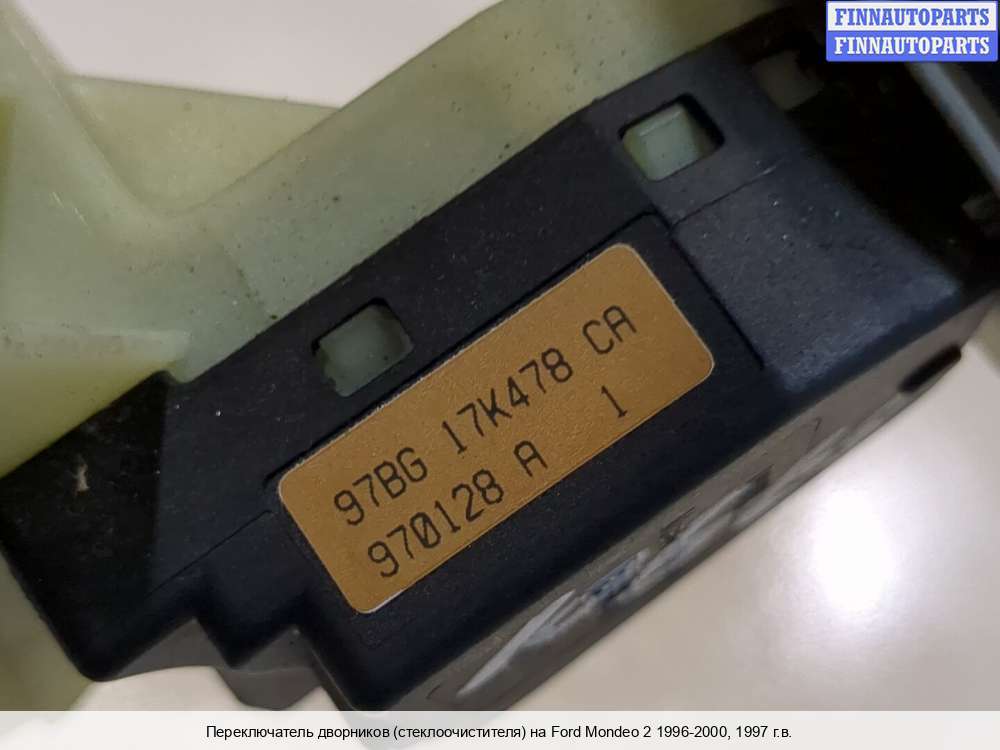 FINNAUTOPARTS
FINNAUTOPARTS
97BG 17K478 CA
970128 A 1
Переключатель дворников (стеклоочистителя) на Ford Mondeo 2 1996-2000, 1997 г.в.